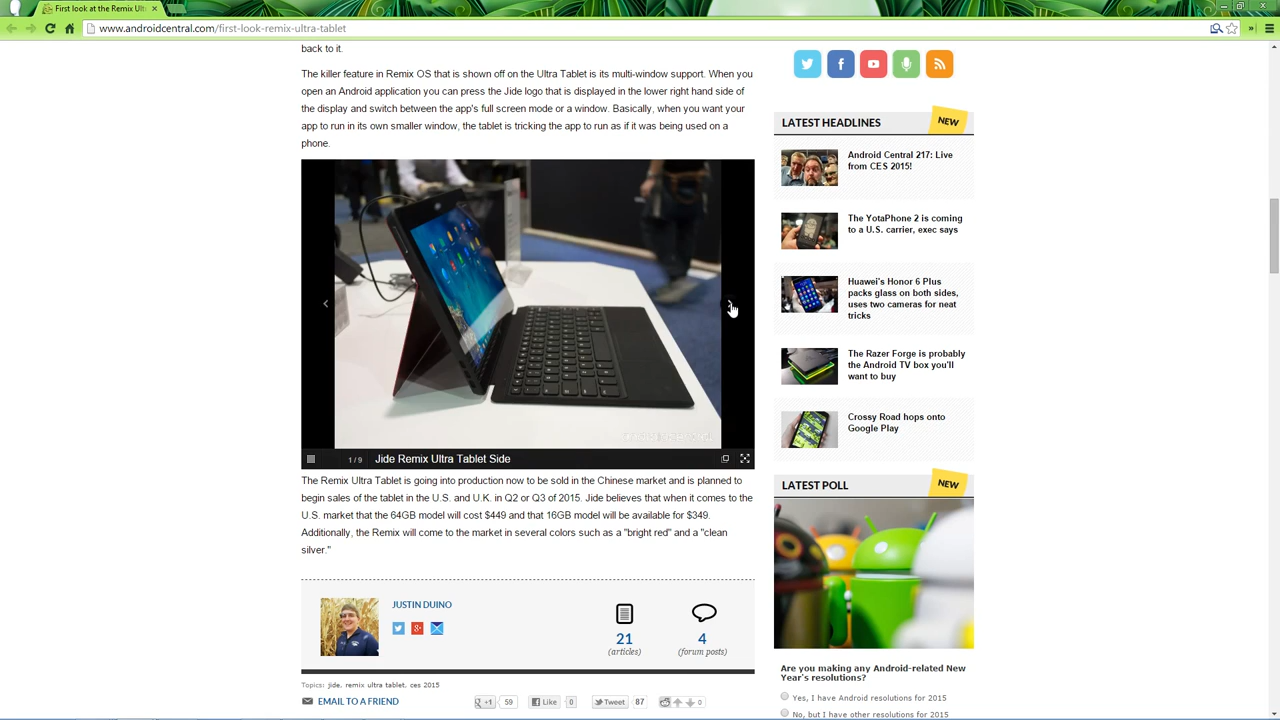 First look at the Remix Ul
www.androidcentral.com/first-look-remix-ultra-tablet
back to it.
The killer feature in Remix OS that is shown off on the Ultra Tablet is its multi-window support. When you
open an Android application you can press the Jide logo that is displayed in the lower right hand side of
the display and switch between the app's full screen mode or a window. Basically, when you want your
app to run in its own smaller window, the tablet is tricking the app to run as if it was being used on a
phone.
1 / 9 Jide Remix Ultra Tablet Side
The Remix Ultra Tablet is going into production now to be sold in the Chinese market and is planned to
begin sales of the tablet in the U.S. and U.K. in Q2 or Q3 of 2015. Jide believes that when it comes to the
U.S. market that the 64GB model will cost $449 and that 16GB model will be available for $349.
Additionally, the Remix will come to the market in several colors such as a "bright red" and a "clean
silver."
JUSTIN DUINO
21
(articles)
4
(forum posts)
Topics: jide, remix ultra tablet, ces 2015
EMAIL TO A FRIEND
+1 59
Like 0
Tweet 87
0
LATEST HEADLINES NEW
Android Central 217: Live
from CES 2015!
The YotaPhone 2 is coming
to a U.S. carrier, exec says
Huawei's Honor 6 Plus
packs glass on both sides,
uses two cameras for neat
tricks
The Razer Forge is probably
the Android TV box you'll
want to buy
Crossy Road hops onto
Google Play
LATEST POLL NEW
Are you making any Android-related New
Year's resolutions?
Yes, I have Android resolutions for 2015
No, but I have other resolutions for 2015